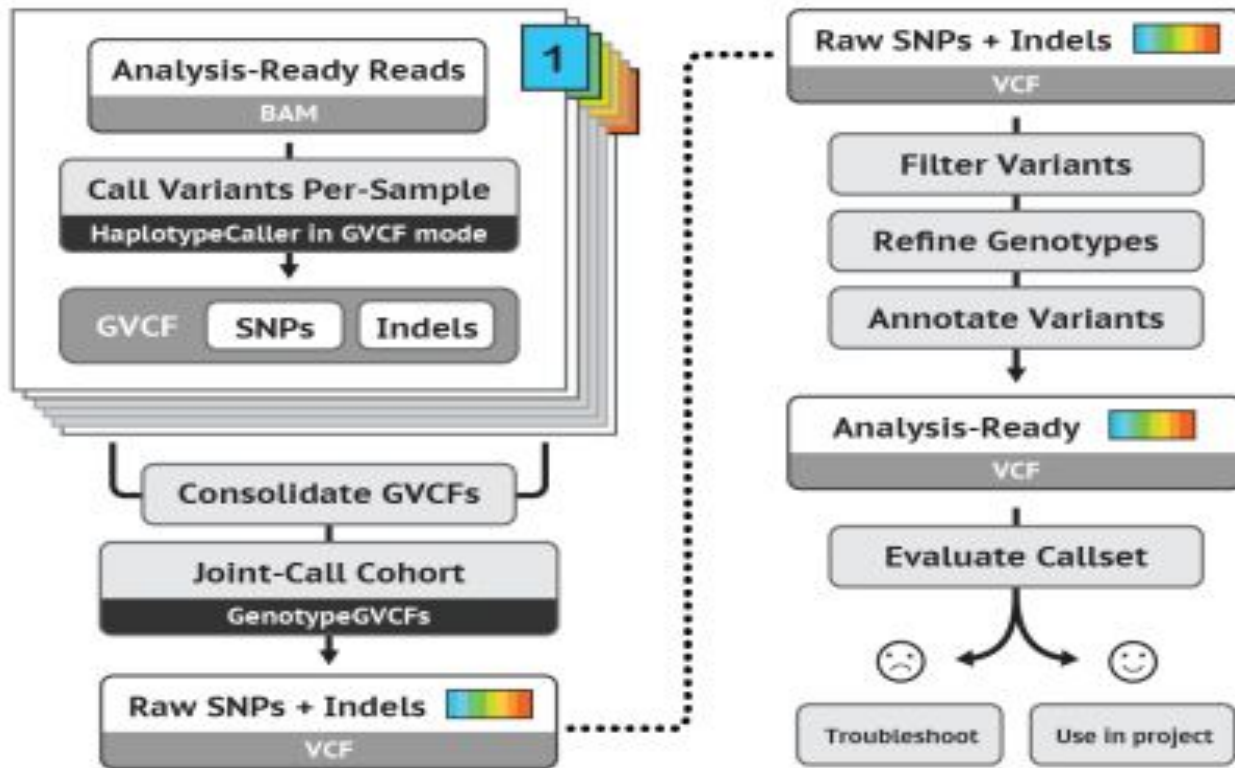 1
Analysis-Ready Reads
BAM
Call Variants Per-Sample
HaplotypeCaller in GVCF mode
GVCF SNPs Indels
Consolidate GVCFs
Joint-Call Cohort
GenotypeGVCFs
Raw SNPs + Indels
VCF
Raw SNPs + Indels
VCF
Filter Variants
Refine Genotypes
Annotate Variants
Analysis-Ready
VCF
Evaluate Callset
Troubleshoot
Use in project